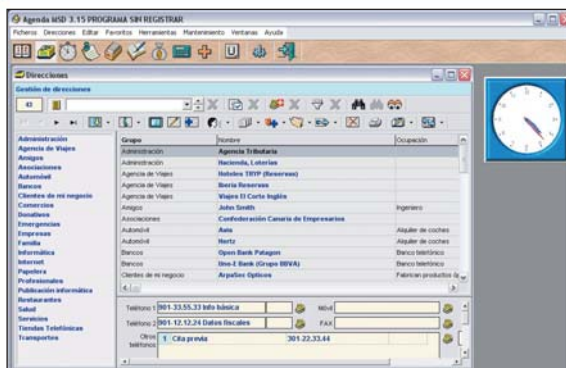 Agenda MSD 3.15 PROGRAMA SIN REGISTRAR
Ficheros Direcciones Editar Favoritos Herramientas Mantenimiento Ventanas Ayuda
U
Direcciones
Gestión de direcciones
43
Administración
Agencia de Viajes
Amigos
Asociaciones
Automóvil
Bancos
Clientes de mi negocio
Comercios
Donativos
Emergencias
Empresas
Familia
Informática
Internet
Papelera
Profesionales
Publicación informática
Restaurantes
Salud
Servicios
Tiendas Telefónicas
Transportes
Grupo Nombre Ocupación
Administración Agencia Tributaria
Administración Hacienda, Loterías
Agencia de Viajes Hoteles TRYP (Reservas)
Agencia de Viajes Iberia Reservas
Agencia de Viajes Viajes El Corte Inglés
Amigos John Smith Ingeniero
Asociaciones Confederación Canaria de Empresarios
Automóvil Avis Alquiler de coches
Automóvil Hertz Alquiler de coches
Bancos Open Bank Patagon Banco telefónico
Bancos Uno-E Bank (Grupo BBVA) Banco telefónico
Clientes de mi negocio ArpaSec Opticos Fabrican productos
Teléfono 1 901-33.55.33 Info básica Móvil
Teléfono 2 901-12.12.24 Datos fiscales FAX
Otros teléfonos 1 Cita previa 301-22.33.44